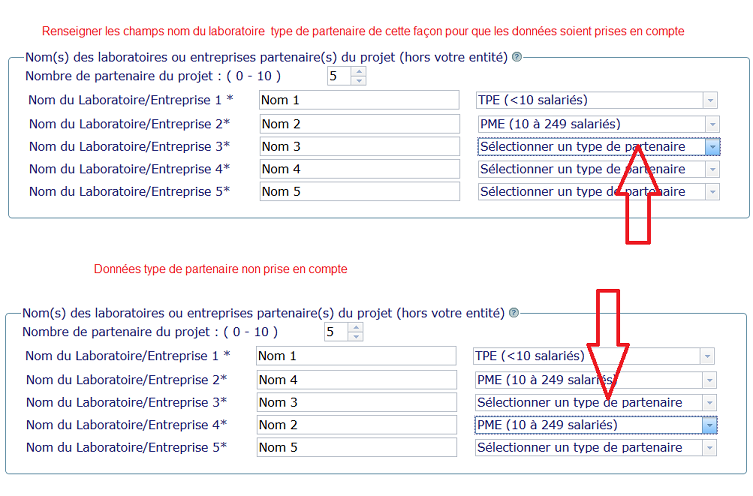 Renseigner les champs nom du laboratoire type de partenaire de cette façon pour que les données soient prises en compte
Nom(s) des laboratoires ou entreprises partenaire(s) du projet (hors votre entité) ?
Nombre de partenaire du projet : ( 0 - 10 ) 5
Nom du Laboratoire/Entreprise 1 * Nom 1 TPE (<10 salariés)
Nom du Laboratoire/Entreprise 2* Nom 2 PME (10 à 249 salariés)
Nom du Laboratoire/Entreprise 3* Nom 3 Sélectionner un type de partenaire
Nom du Laboratoire/Entreprise 4* Nom 4 Sélectionner un type de partenaire
Nom du Laboratoire/Entreprise 5* Nom 5 Sélectionner un type de partenaire
Données type de partenaire non prise en compte
Nom(s) des laboratoires ou entreprises partenaire(s) du projet (hors votre entité) ?
Nombre de partenaire du projet : ( 0 - 10 ) 5
Nom du Laboratoire/Entreprise 1 * Nom 1 TPE (<10 salariés)
Nom du Laboratoire/Entreprise 2* Nom 4 PME (10 à 249 salariés)
Nom du Laboratoire/Entreprise 3* Nom 3 Sélectionner un type de partenaire
Nom du Laboratoire/Entreprise 4* Nom 2 PME (10 à 249 salariés)
Nom du Laboratoire/Entreprise 5* Nom 5 Sélectionner un type de partenaire